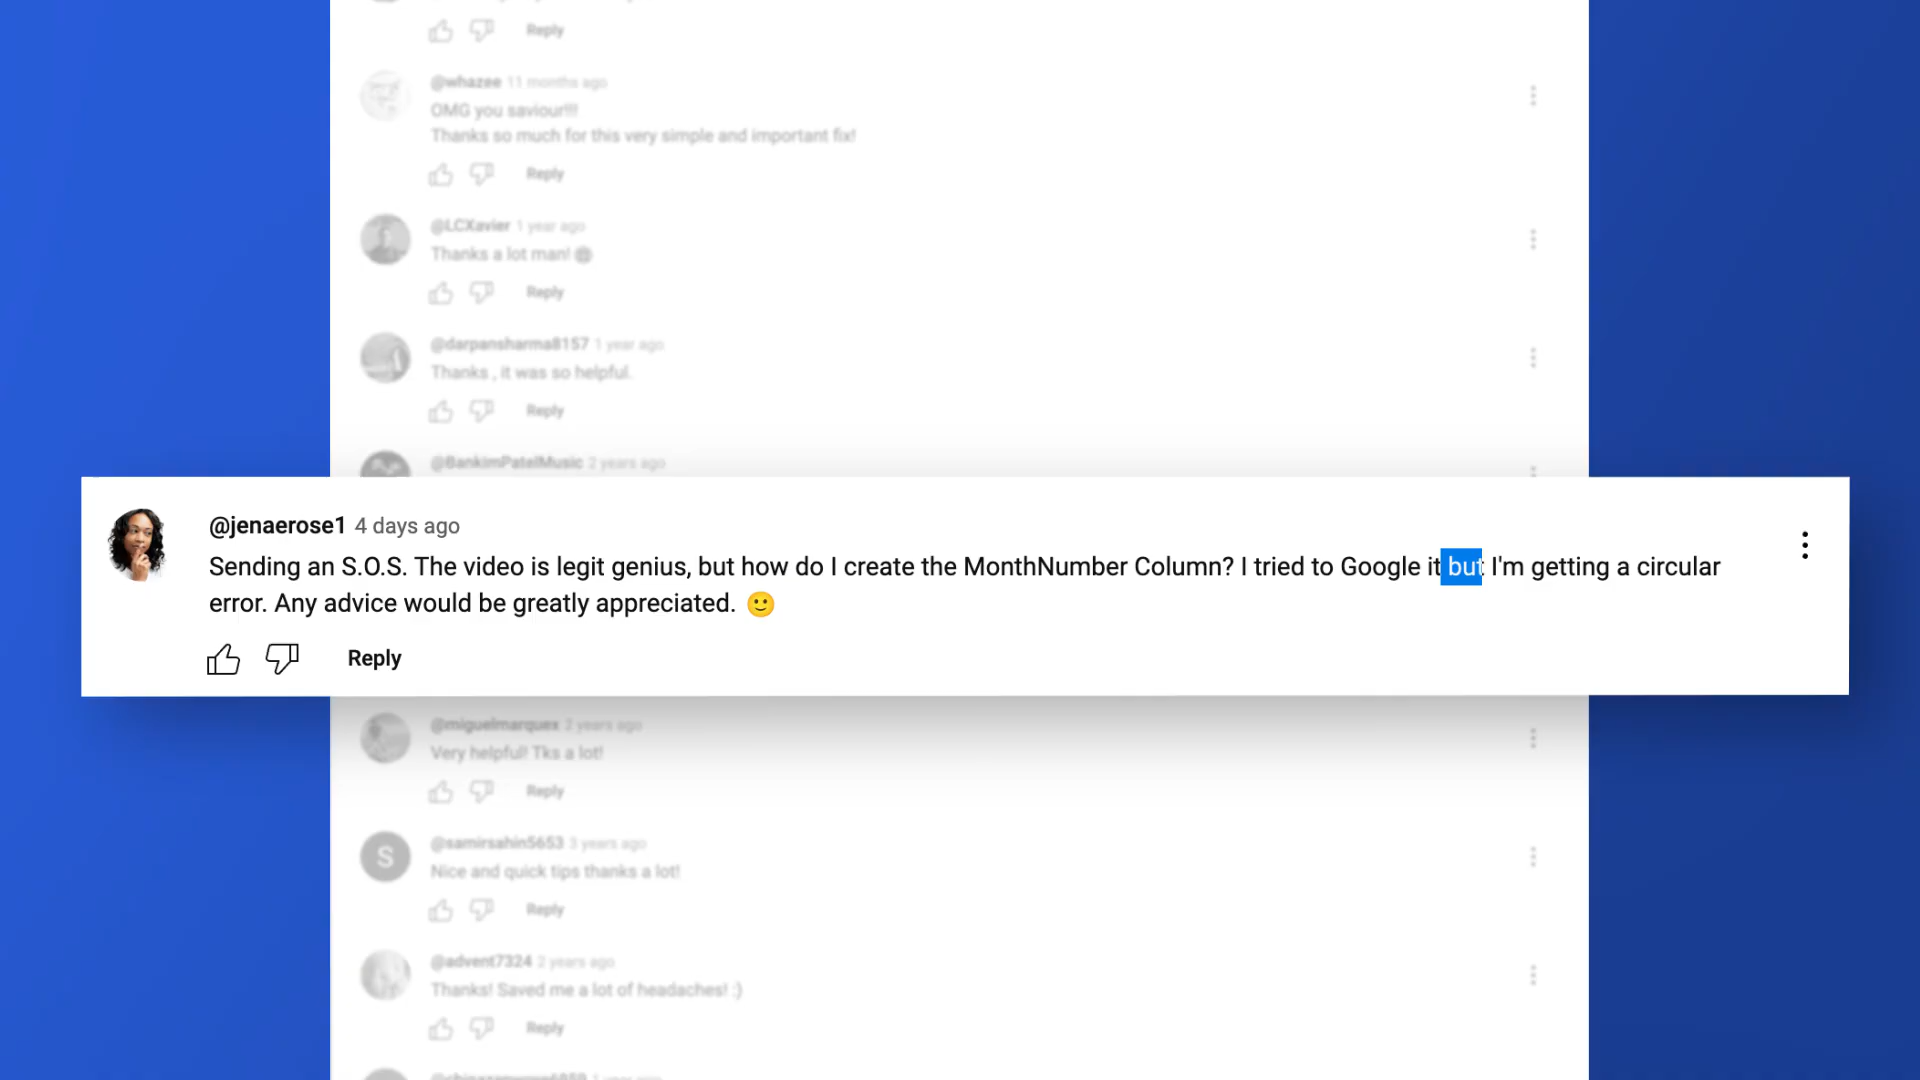 Reply
@whazee 11 months ago
OMG you saviour!!!
Thanks so much for this very simple and important fix!
Reply
@LCXavier 1 year ago
Thanks a lot man!
Reply
@darpansharma8157 1 year ago
Thanks , it was so helpful.
Reply
@BankimPatelMusic 2 years ago
@jenaerose1 4 days ago
Sending an S.O.S. The video is legit genius, but how do I create the MonthNumber Column? I tried to Google it but I'm getting a circular
error. Any advice would be greatly appreciated. 🙂
Reply
@miguelmarquex 2 years ago
Very helpful! Tks a lot!
Reply
S
@samirsahin5653 3 years ago
Nice and quick tips thanks a lot!
Reply
@advent7324 2 years ago
Thanks! Saved me a lot of headaches! :)
Reply
1 year ago